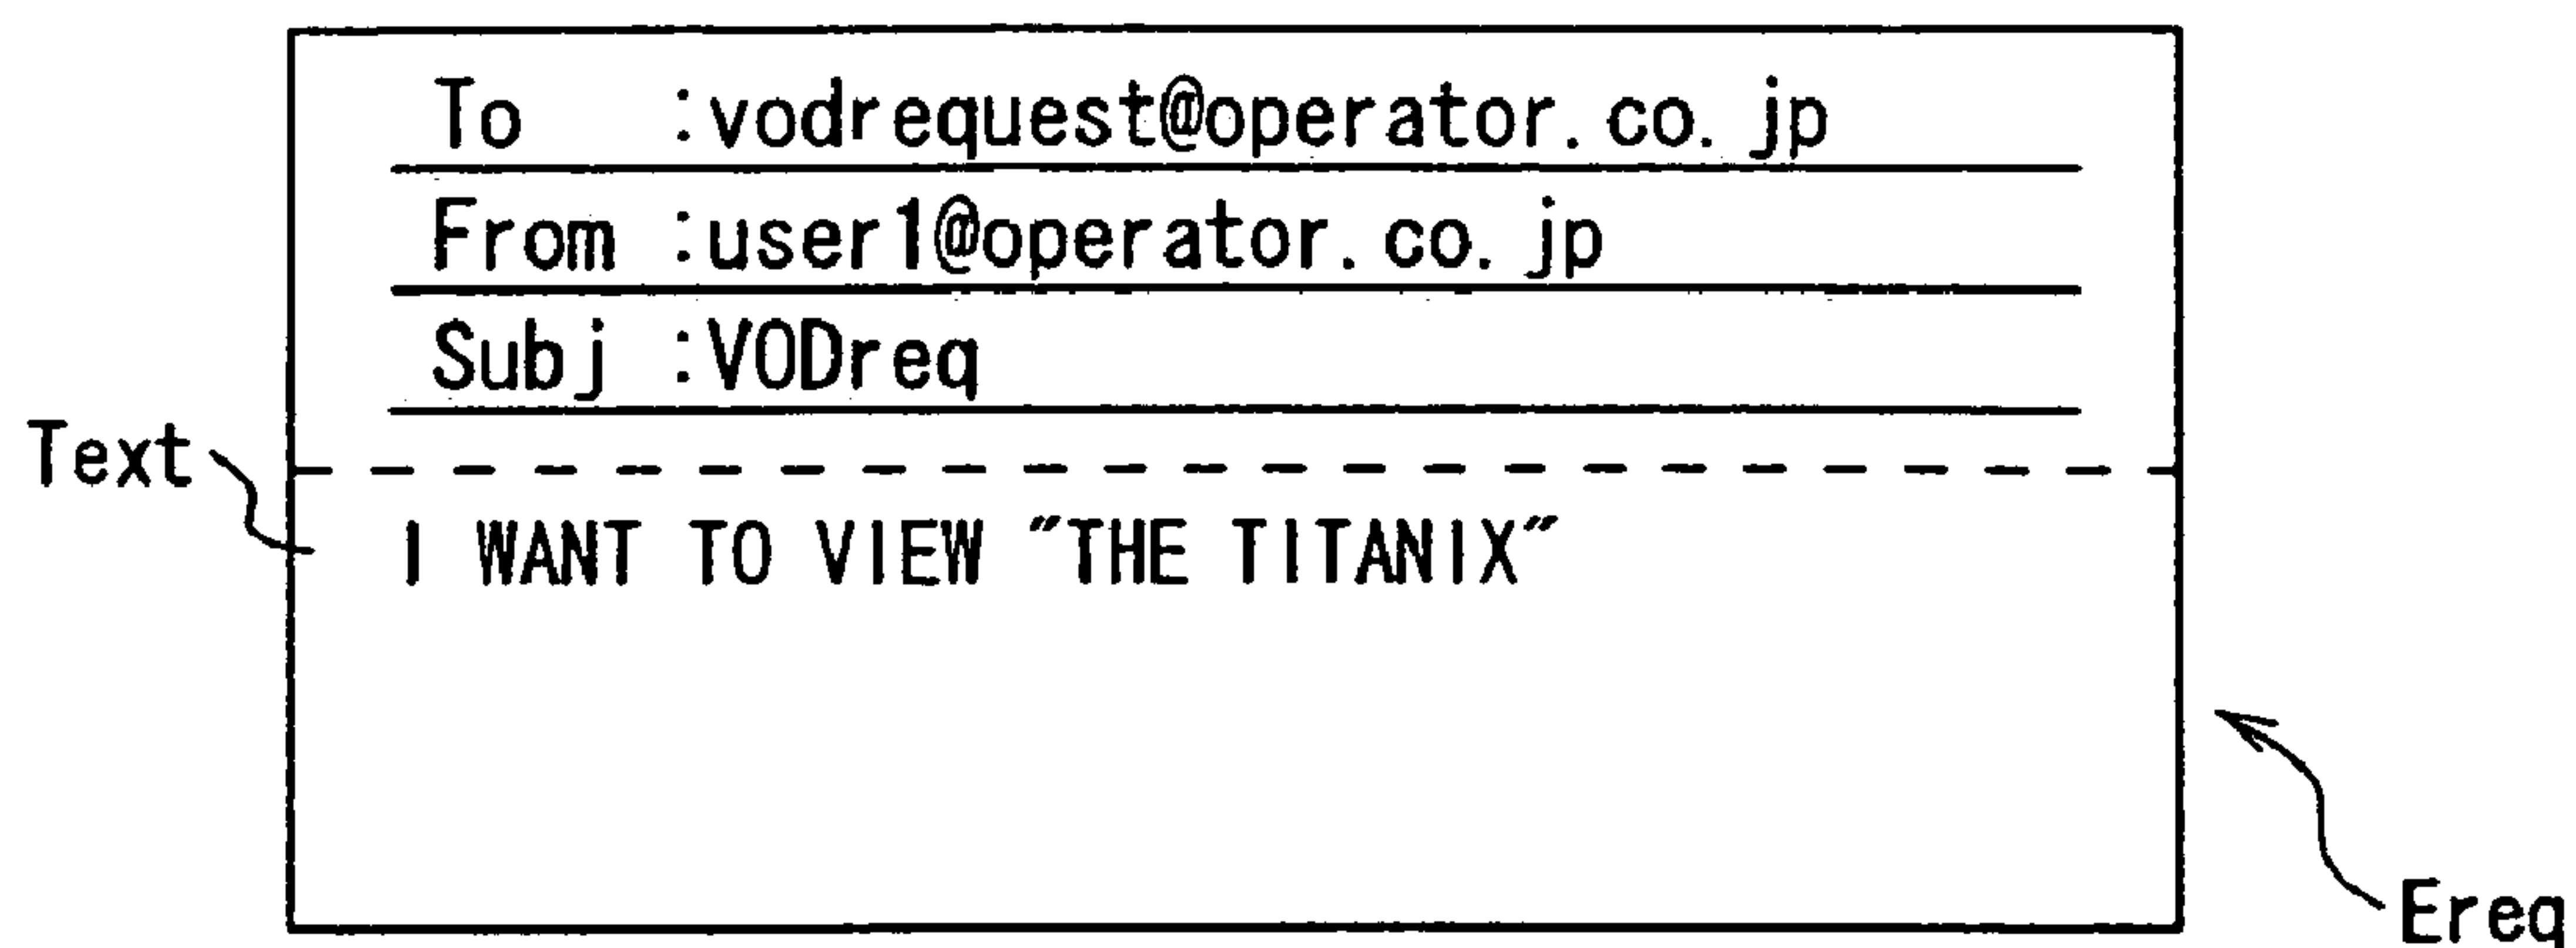 To :vodrequest@operator.co.jp
From :user1@operator.co.jp
Subj :VODreq
Text
I WANT TO VIEW "THE TITANIX"
Ereq